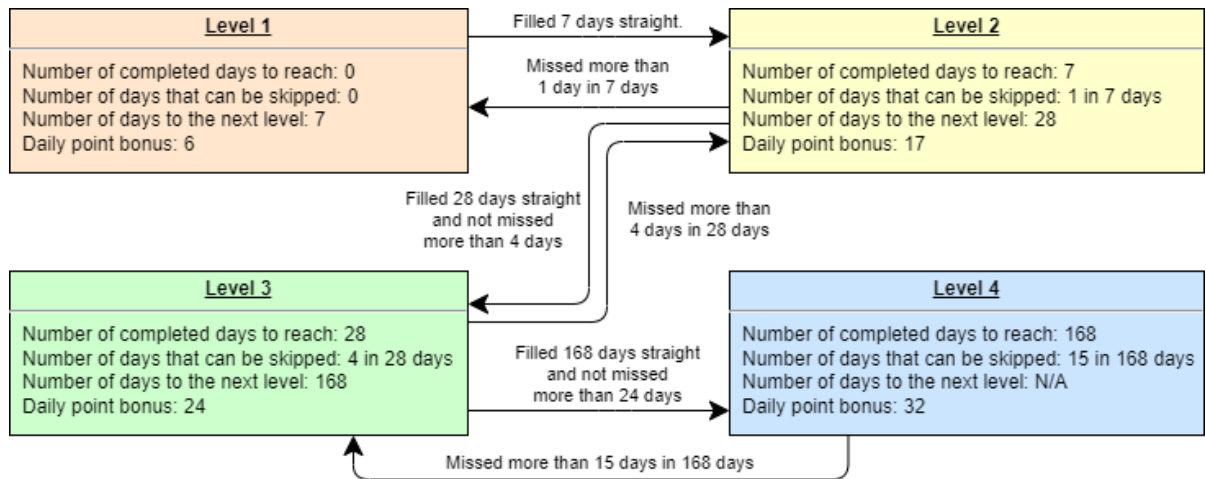 Level 1
Number of completed days to reach: 0
Number of days that can be skipped: 0
Number of days to the next level: 7
Daily point bonus: 6
Filled 7 days straight.
Missed more than
1 day in 7 days
Level 2
Number of completed days to reach: 7
Number of days that can be skipped: 1 in 7 days
Number of days to the next level: 28
Daily point bonus: 17
Filled 28 days straight
and not missed
more than 4 days
Missed more than
4 days in 28 days
Level 3
Number of completed days to reach: 28
Number of days that can be skipped: 4 in 28 days
Number of days to the next level: 168
Daily point bonus: 24
Filled 168 days straight
and not missed
more than 24 days
Level 4
Number of completed days to reach: 168
Number of days that can be skipped: 15 in 168 days
Number of days to the next level: N/A
Daily point bonus: 32
Missed more than 15 days in 168 days